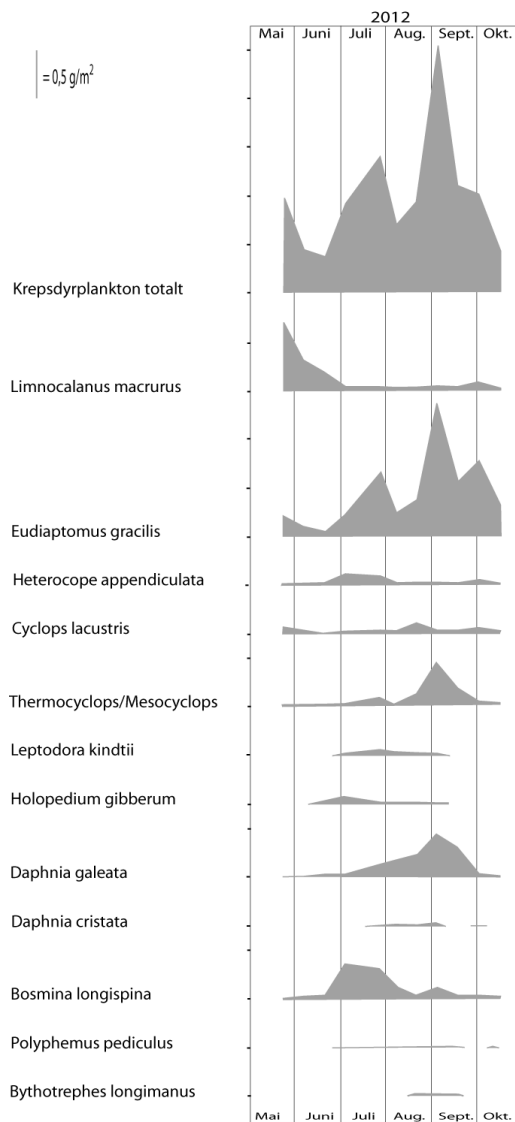 2012
Mai Juni Juli Aug. Sept. Okt.
= 0,5 g/m²
Krepsdyrplankton totalt
Limnocalanus macrurus
Eudiaptomus gracilis
Heterocope appendiculata
Cyclops lacustris
Thermocyclops/Mesocyclops
Leptodora kindtii
Holopedium gibberum
Daphnia galeata
Daphnia cristata
Bosmina longispina
Polyphemus pediculus
Bythotrephes longimanus
Mai Juni Juli Aug. Sept. Okt.